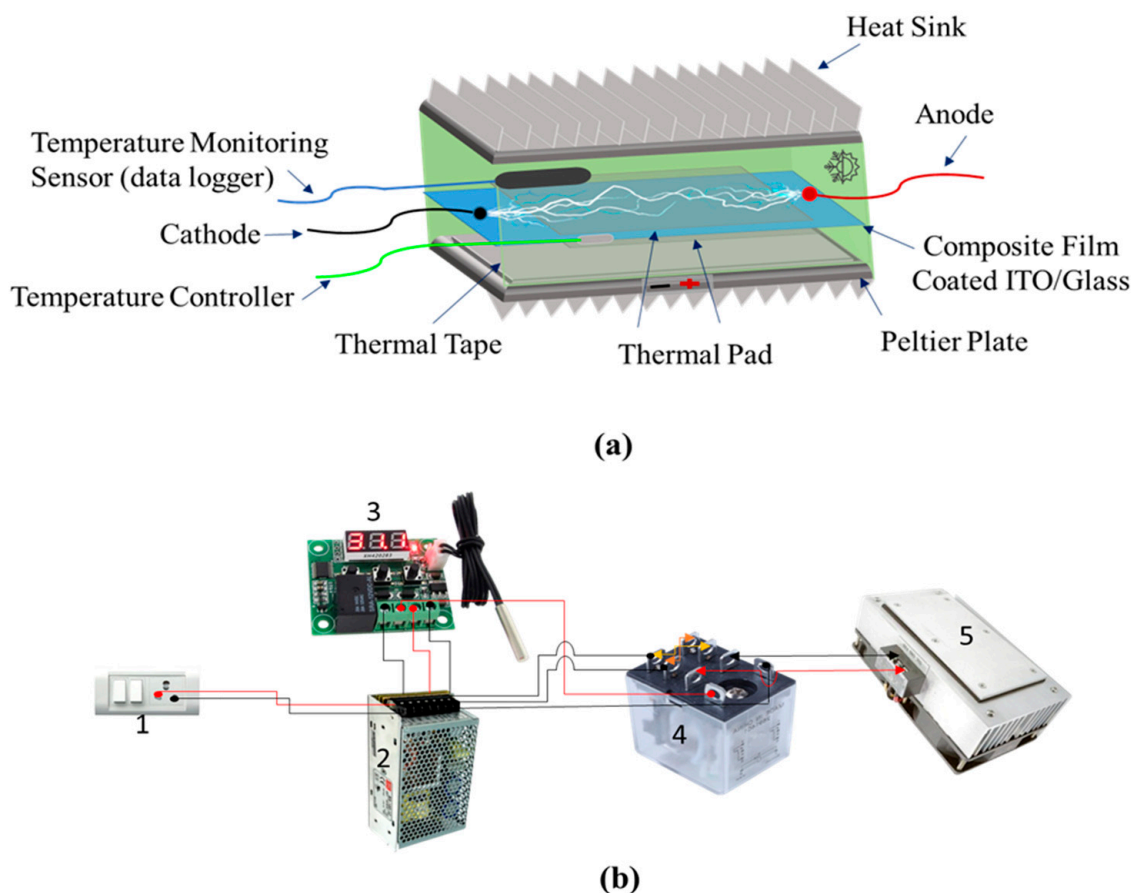 Heat Sink
Anode
Temperature Monitoring
Sensor (data logger)
Cathode
Temperature Controller
Composite Film
Coated ITO/Glass
Thermal Tape
Thermal Pad
Peltier Plate
(a)
3
5
1
2
4
(b)